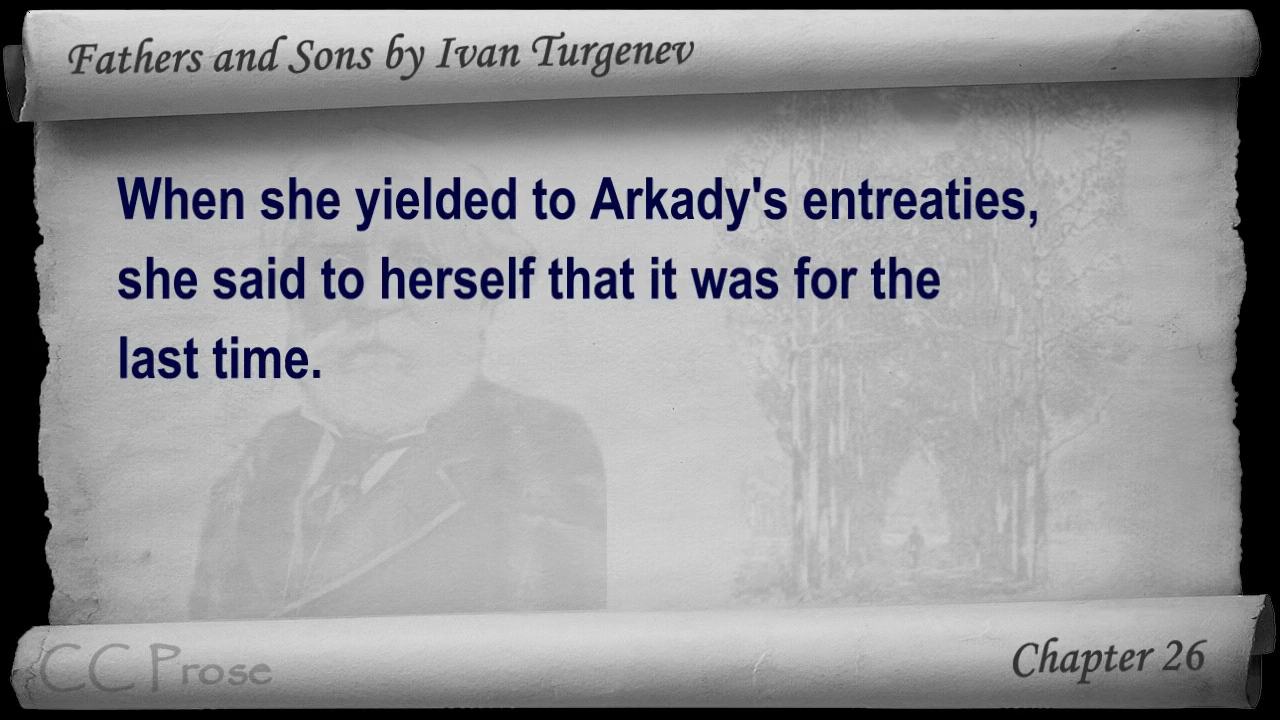 Fathers and Sons by Ivan Turgenev
When she yielded to Arkady's entreaties,
she said to herself that it was for the
last time.
CC Prose
Chapter 26